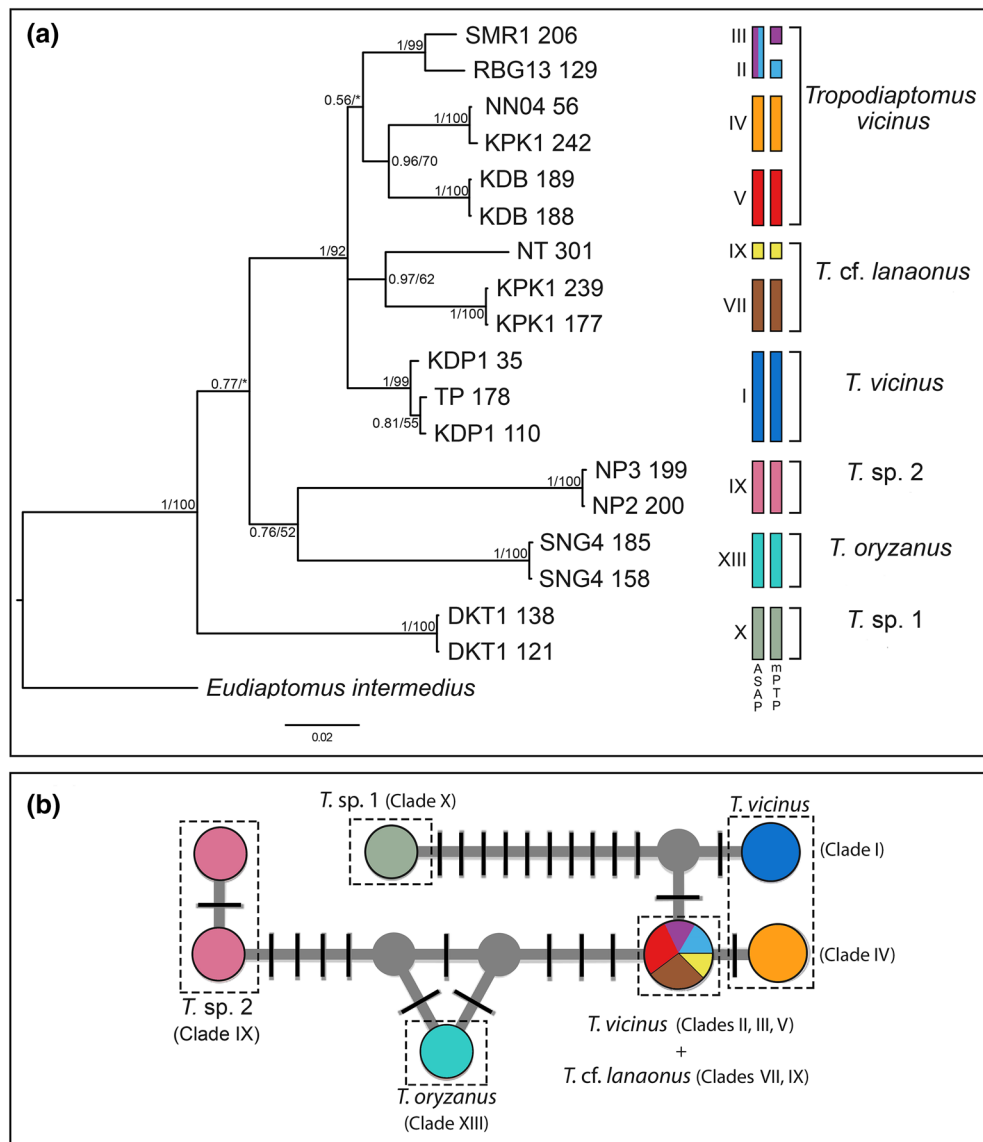 (a)
1/99
SMR1 206
RBG13 129
0.56/*
1/100
NN04 56
KPK1 242
0.96/70
1/100
KDB 189
KDB 188
1/92
NT 301
0.97/62
1/100
KPK1 239
KPK1 177
0.77/*
1/99
KDP1 35
0.81/55
TP 178
KDP1 110
1/100
1/100
NP3 199
NP2 200
0.76/52
1/100
SNG4 185
SNG4 158
1/100
DKT1 138
DKT1 121
Eudiaptomus intermedius
0.02
III
II
IV
V
IX
VII
I
IX
XIII
X
Tropodiaptomus
vicinus
T. cf. lanaonus
T. vicinus
T. sp. 2
T. oryzanus
T. sp. 1
ASAP
mPTP
(b)
T. sp. 1 (Clade X)
T. vicinus
(Clade I)
(Clade IV)
T. sp. 2
(Clade IX)
T. oryzanus
(Clade XIII)
T. vicinus (Clades II, III, V)
+
T. cf. lanaonus (Clades VII, IX)